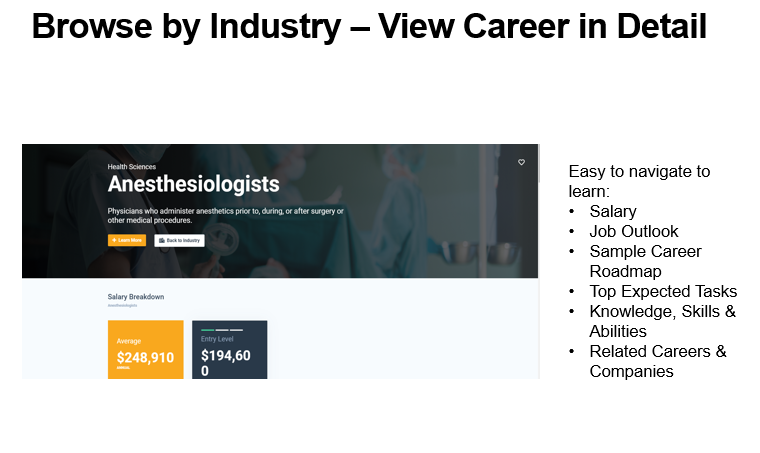 Browse by Industry – View Career in Detail
Health Sciences
Anesthesiologists
Physicians who administer anesthetics prior to, during, or after surgery or
other medical procedures.
Learn More
Back to Industry
Salary Breakdown
Anesthesiologists
Average
$248,910
ANNUAL
Entry Level
$194,60
0
Easy to navigate to
learn:
• Salary
• Job Outlook
• Sample Career
Roadmap
• Top Expected Tasks
• Knowledge, Skills &
Abilities
• Related Careers &
Companies